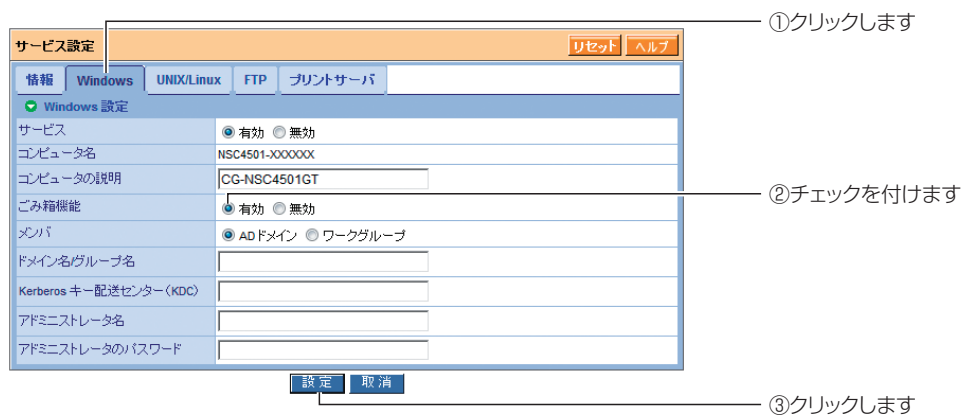 ①クリックします
サービス設定 リセット ヘルプ
情報 Windows UNIX/Linux FTP プリントサーバ
Windows 設定
サービス 有効 無効
コンピュータ名 NSC4501-XXXXXX
コンピュータの説明 CG-NSC4501GT
②チェックを付けます
ごみ箱機能 有効 無効
メンバ ADドメイン ワークグループ
ドメイン名/グループ名
Kerberos キー配送センター(KDC)
アドミニストレータ名
アドミニストレータのパスワード
設定 取消
③クリックします